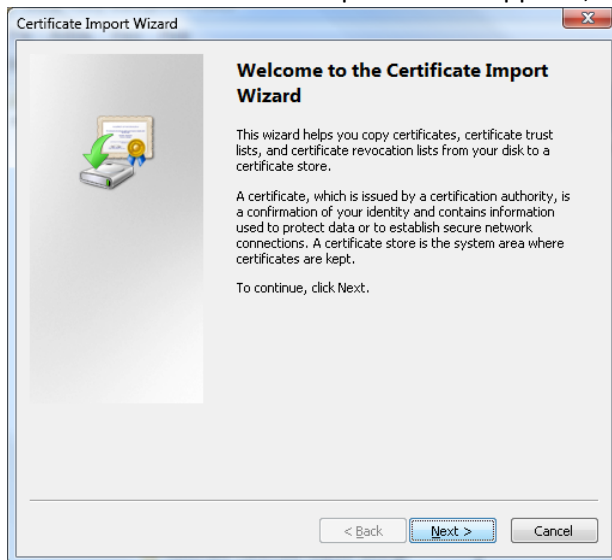 Certificate Import Wizard
Welcome to the Certificate Import
Wizard
This wizard helps you copy certificates, certificate trust
lists, and certificate revocation lists from your disk to a
certificate store.
A certificate, which is issued by a certification authority, is
a confirmation of your identity and contains information
used to protect data or to establish secure network
connections. A certificate store is the system area where
certificates are kept.
To continue, click Next.
< Back Next > Cancel